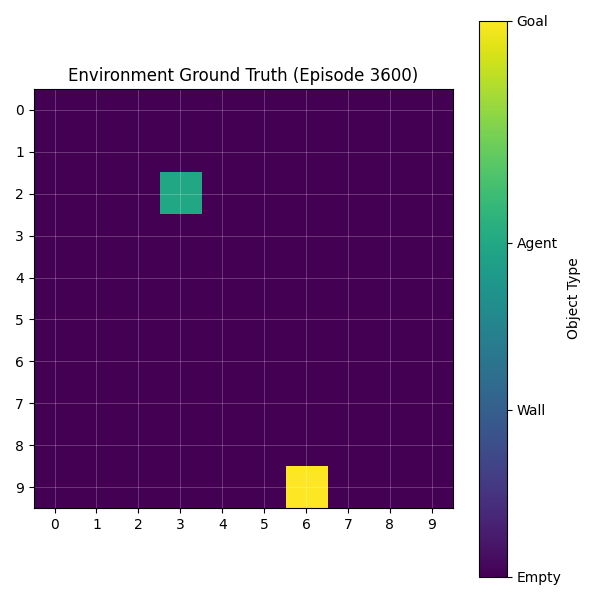 Environment Ground Truth (Episode 3600)
0
1
2
3
4
5
6
7
8
9
0 1 2 3 4 5 6 7 8 9
Goal
Agent
Wall
Empty
Object Type